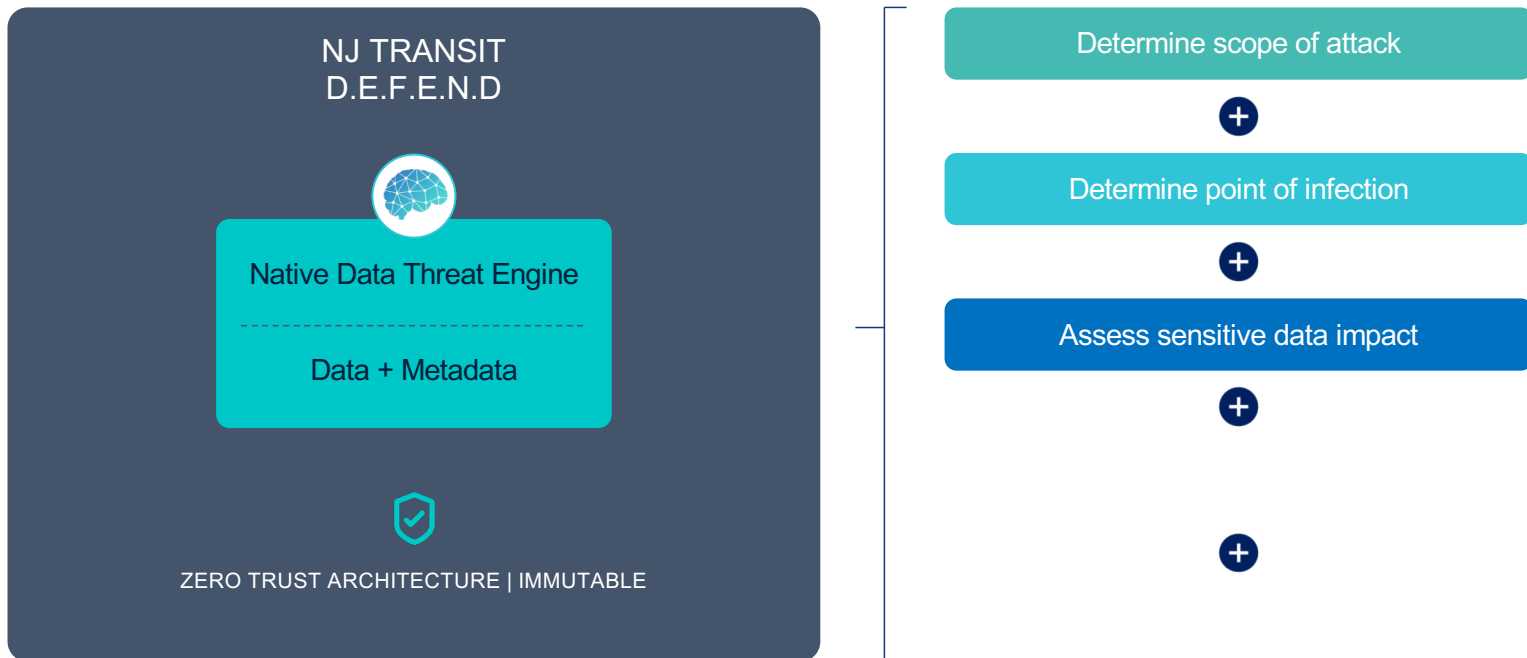 NJ TRANSIT
D.E.F.E.N.D
Native Data Threat Engine
Data + Metadata
ZERO TRUST ARCHITECTURE | IMMUTABLE
Determine scope of attack
Determine point of infection
Assess sensitive data impact